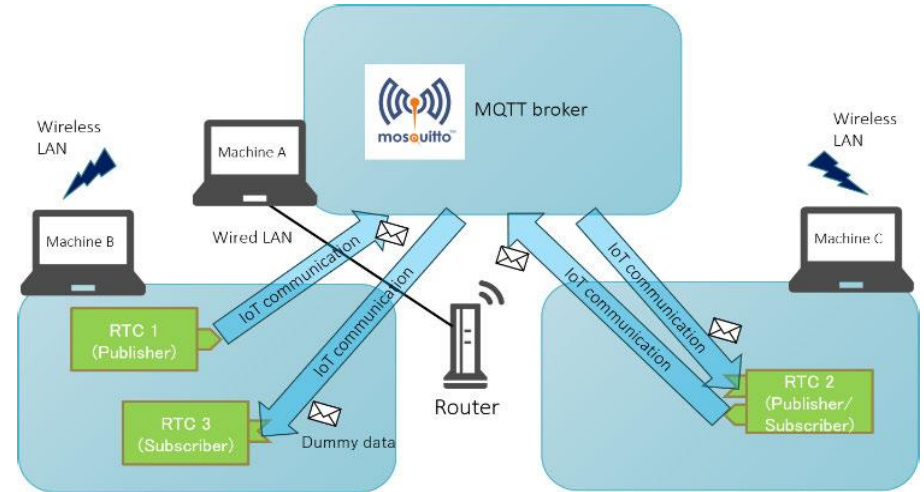 mosquitto™
MQTT broker
Wireless
LAN
Machine A
Wireless
LAN
Machine B
Wired LAN
Machine C
IoT communication
IoT communication
IoT communication
IoT communication
RTC 1
(Publisher)
Router
RTC 2
(Publisher/
Subscriber)
RTC 3
(Subscriber)
Dummy data